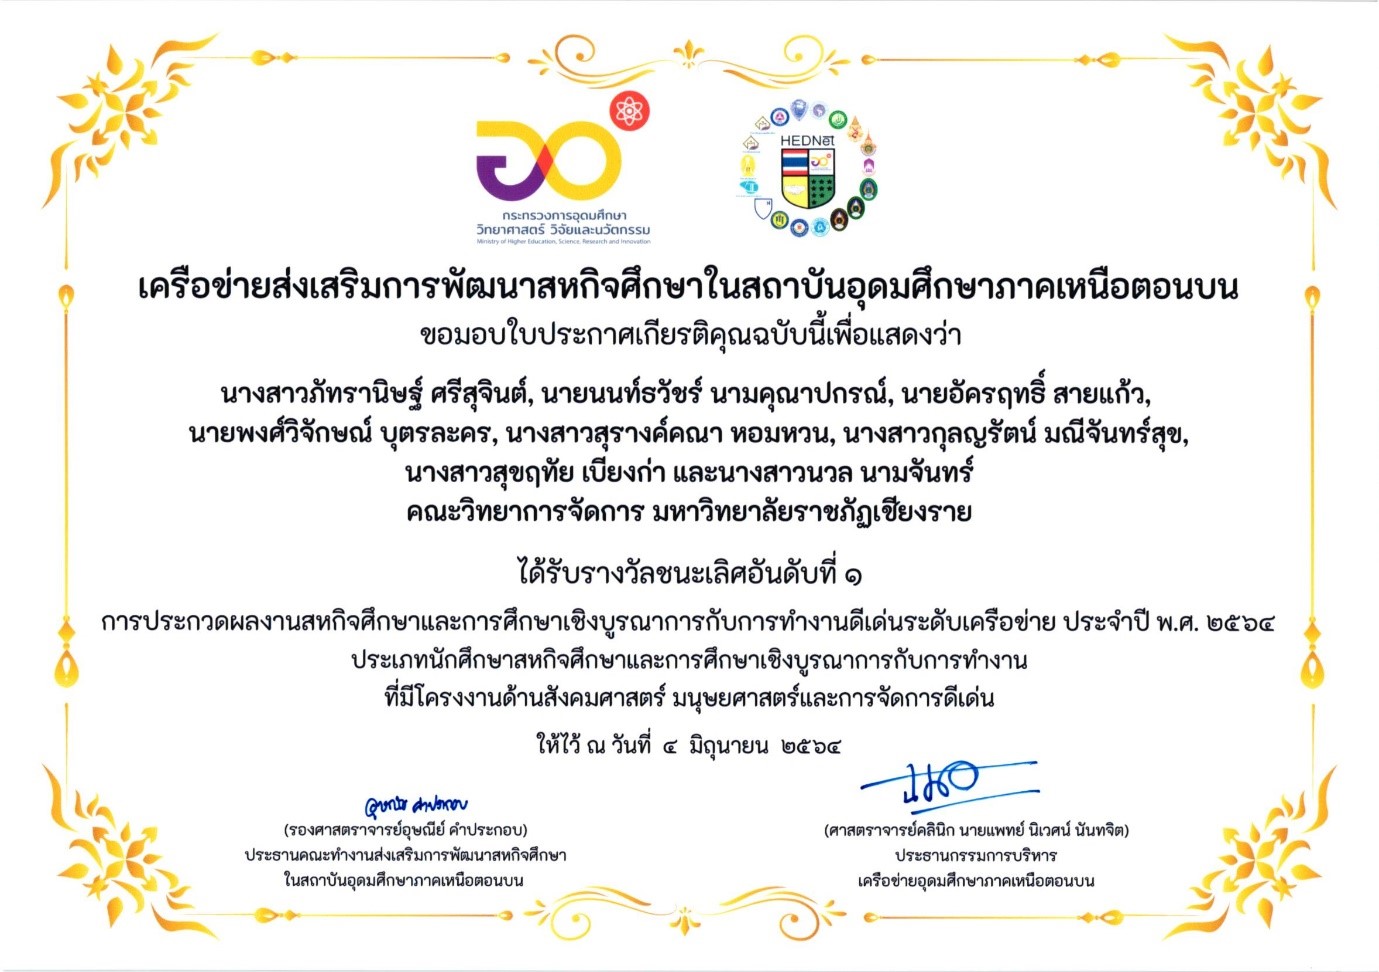 กระทรวงการอุดมศึกษา
วิทยาศาสตร์ วิจัยและนวัตกรรม
Ministry of Higher Education, Science, Research and Innovation
HEDNet
เครือข่ายส่งเสริมการพัฒนาสหกิจศึกษาในสถาบันอุดมศึกษาภาคเหนือตอนบน
ขอมอบใบประกาศเกียรติคุณฉบับนี้เพื่อแสดงว่า
นางสาวภัทรานิษฐ์ ศรีสุจินต์, นายนนท์ธวัชร์ นามคุณาปกรณ์, นายอัครฤทธิ์ สายแก้ว,
นายพงศ์วิจักษณ์ บุตรละคร, นางสาวสุรางค์คณา หอมหวน, นางสาวกุลญรัตน์ มณีจันทร์สุข,
นางสาวสุขฤทัย เบียงก่า และนางสาวนวล นามจันทร์
คณะวิทยาการจัดการ มหาวิทยาลัยราชภัฏเชียงราย
ได้รับรางวัลชนะเลิศอันดับที่ ๑
การประกวดผลงานสหกิจศึกษาและการศึกษาเชิงบูรณาการกับการทำงานดีเด่นระดับเครือข่าย ประจำปี พ.ศ. ๒๕๖๔
ประเภทนักศึกษาสหกิจศึกษาและการศึกษาเชิงบูรณาการกับการทำงาน
ที่มีโครงงานด้านสังคมศาสตร์ มนุษยศาสตร์และการจัดการดีเด่น
ให้ไว้ ณ วันที่ ๔ มิถุนายน ๒๕๖๔
(รองศาสตราจารย์อุษณีย์ คำประกอบ)
ประธานคณะทำงานส่งเสริมการพัฒนาสหกิจศึกษา
ในสถาบันอุดมศึกษาภาคเหนือตอนบน
(ศาสตราจารย์คลินิก นายแพทย์ นิเวศน์ นันทจิต)
ประธานกรรมการบริหาร
เครือข่ายอุดมศึกษาภาคเหนือตอนบน